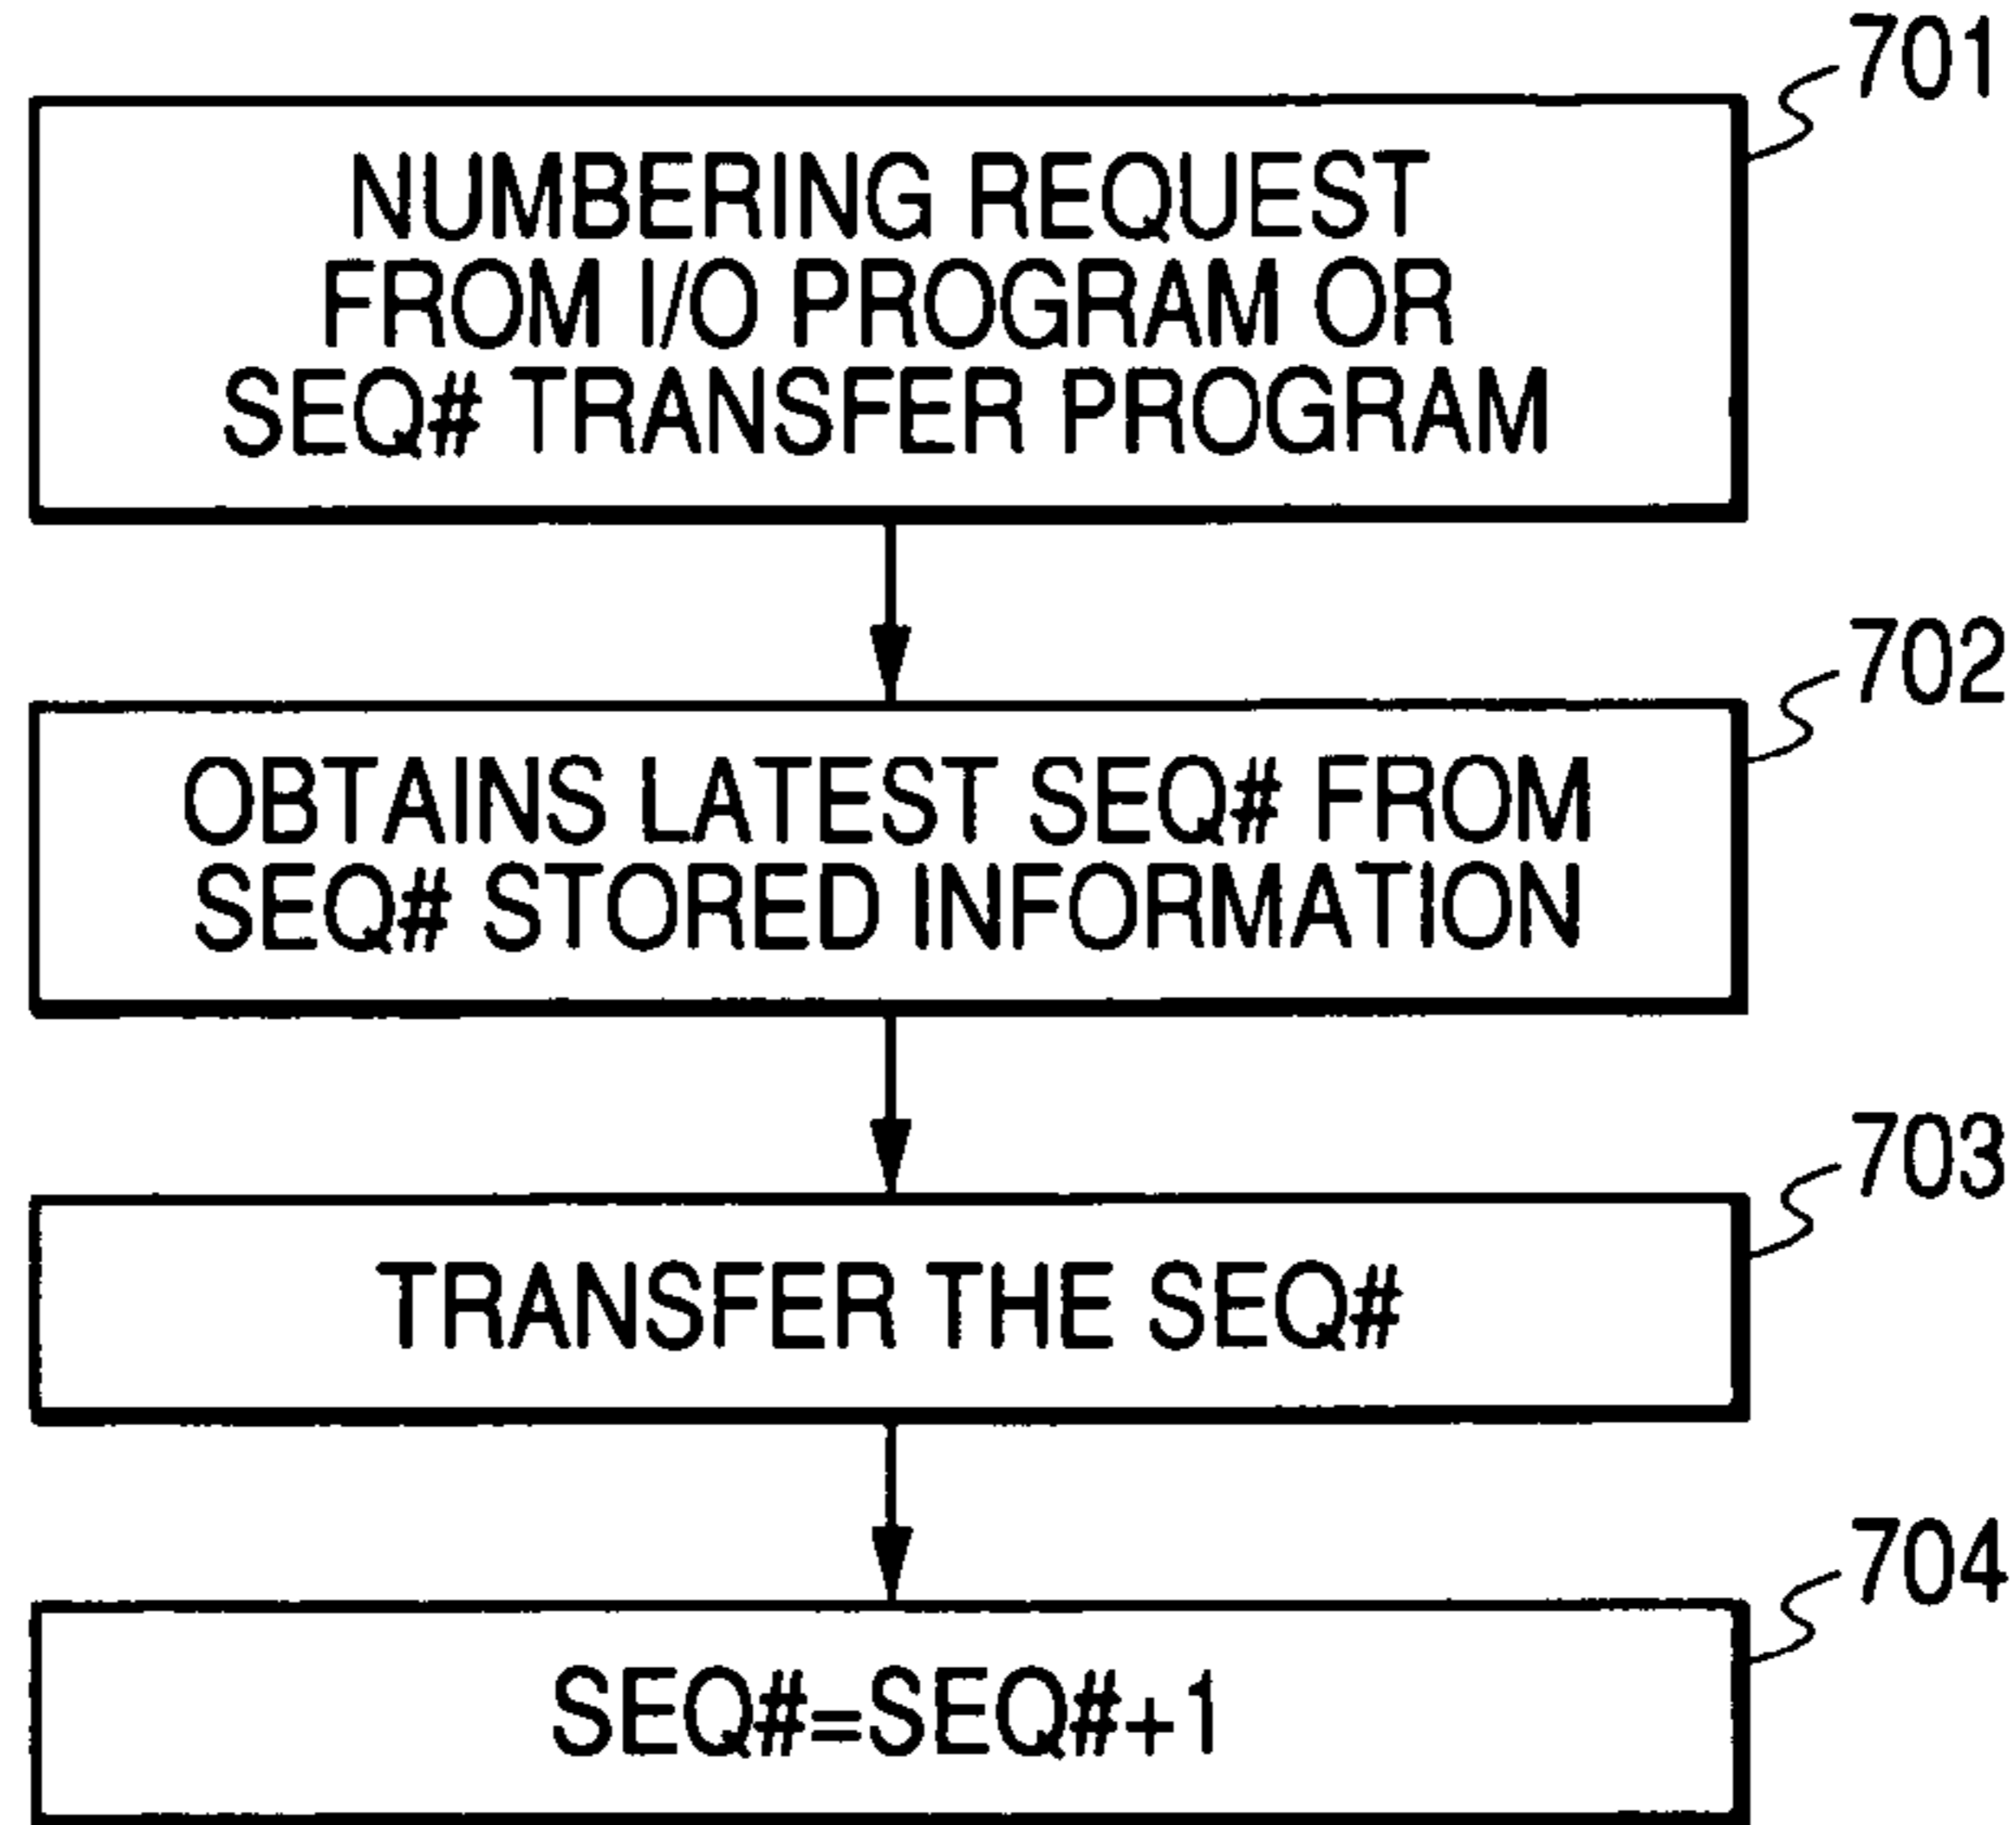 701
NUMBERING REQUEST
FROM I/O PROGRAM OR
SEQ# TRANSFER PROGRAM
702
OBTAINS LATEST SEQ# FROM
SEQ# STORED INFORMATION
703
TRANSFER THE SEQ#
704
SEQ#=SEQ#+1